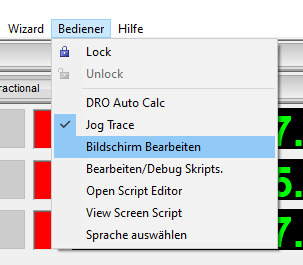 Wizard Bediener Hilfe
Lock
Unlock
ractional
DRO Auto Calc
Jog Trace
7.
Bildschirm Bearbeiten
Bearbeiten/Debug Skripts.
5.
Open Script Editor
View Screen Script
7.
Sprache auswählen